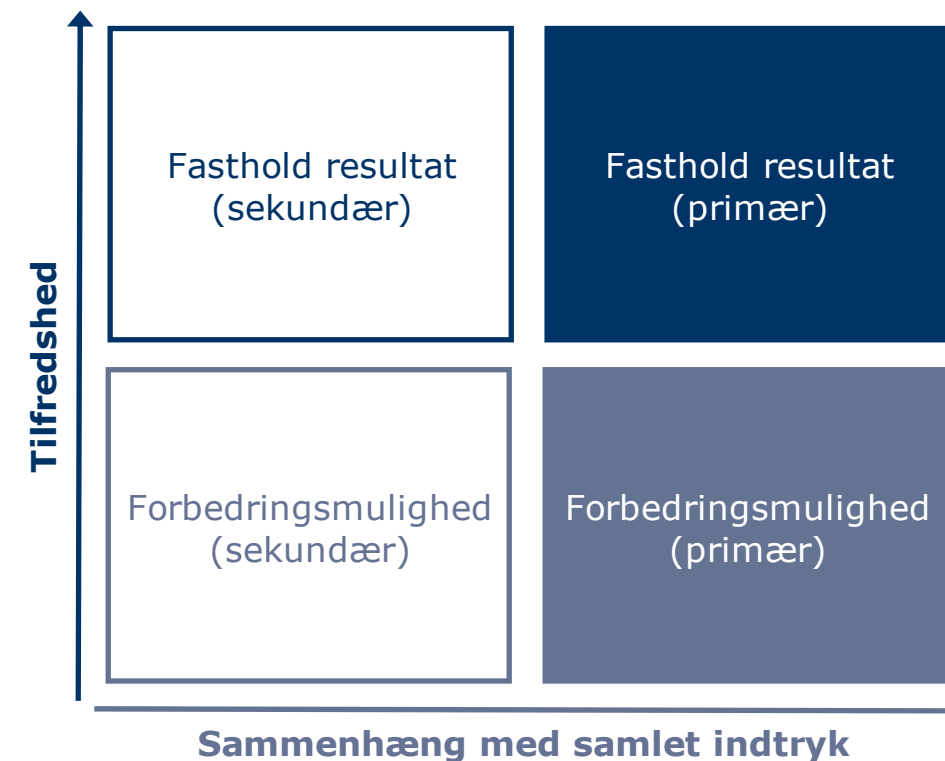 Tilfredshed
Fasthold resultat
(sekundær)
Fasthold resultat
(primær)
Forbedringsmulighed
(sekundær)
Forbedringsmulighed
(primær)
Sammenhæng med samlet indtryk